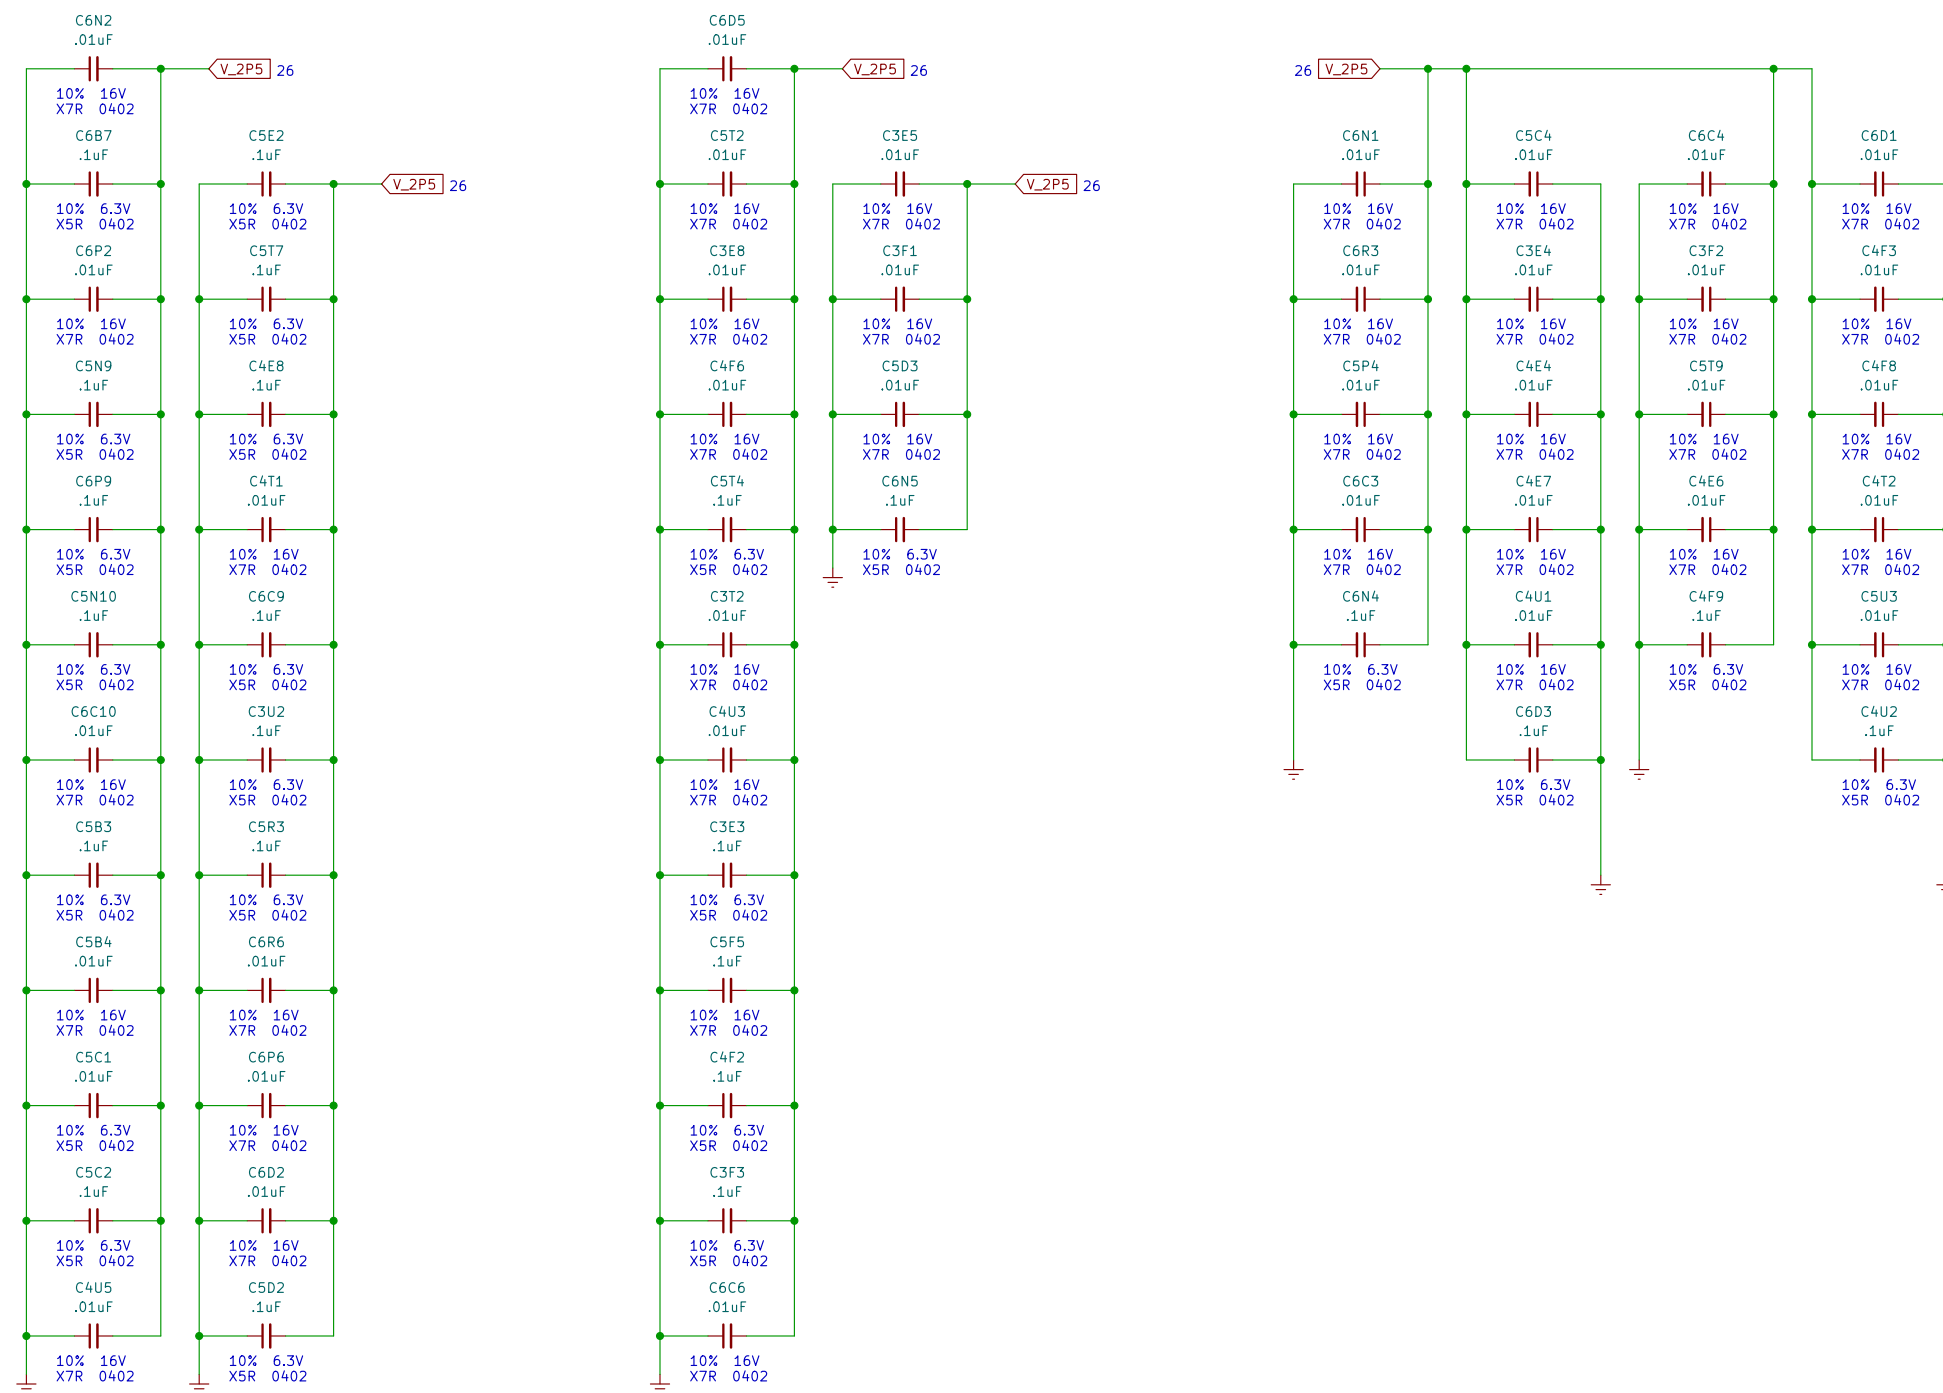 C6N2
.01uF
V_2P5 26
10% 16V
X7R 0402
C6B7
.1uF
10% 6.3V
X5R 0402
C6P2
.01uF
10% 16V
X7R 0402
C5N9
.1uF
10% 6.3V
X5R 0402
C6P9
.1uF
10% 6.3V
X5R 0402
C5N10
.1uF
10% 6.3V
X5R 0402
C6C10
.01uF
10% 16V
X7R 0402
C5B3
.1uF
10% 6.3V
X5R 0402
C5B4
.01uF
10% 16V
X7R 0402
C5C1
.01uF
10% 6.3V
X5R 0402
C5C2
.1uF
10% 6.3V
X5R 0402
C4U5
.01uF
10% 16V
X7R 0402
C5E2
.1uF
V_2P5 26
10% 6.3V
X5R 0402
C5T7
.1uF
10% 6.3V
X5R 0402
C4E8
.1uF
10% 6.3V
X5R 0402
C4T1
.01uF
10% 16V
X7R 0402
C6C9
.1uF
10% 6.3V
X5R 0402
C3U2
.1uF
10% 6.3V
X5R 0402
C5R3
.1uF
10% 6.3V
X5R 0402
C6R6
.01uF
10% 16V
X7R 0402
C6P6
.01uF
10% 16V
X7R 0402
C6D2
.01uF
10% 16V
X7R 0402
C5D2
.1uF
10% 6.3V
X5R 0402
C6D5
.01uF
V_2P5 26
10% 16V
X7R 0402
C5T2
.01uF
10% 16V
X7R 0402
C3E8
.01uF
10% 16V
X7R 0402
C4F6
.01uF
10% 16V
X7R 0402
C5T4
.1uF
10% 6.3V
X5R 0402
C3T2
.01uF
10% 16V
X7R 0402
C4U3
.01uF
10% 16V
X7R 0402
C3E3
.1uF
10% 6.3V
X5R 0402
C5F5
.1uF
10% 16V
X7R 0402
C4F2
.1uF
10% 6.3V
X5R 0402
C3F3
.1uF
10% 6.3V
X5R 0402
C6C6
.01uF
10% 16V
X7R 0402
C3E5
.01uF
V_2P5 26
10% 16V
X7R 0402
C3F1
.01uF
10% 16V
X7R 0402
C5D3
.01uF
10% 16V
X7R 0402
C6N5
.1uF
10% 6.3V
X5R 0402
26 V_2P5
C6N1
.01uF
10% 16V
X7R 0402
C6R3
.01uF
10% 16V
X7R 0402
C5P4
.01uF
10% 16V
X7R 0402
C6C3
.01uF
10% 16V
X7R 0402
C6N4
.1uF
10% 6.3V
X5R 0402
C5C4
.01uF
10% 16V
X7R 0402
C3E4
.01uF
10% 16V
X7R 0402
C4E4
.01uF
10% 16V
X7R 0402
C4E7
.01uF
10% 16V
X7R 0402
C4U1
.01uF
10% 16V
X7R 0402
C6D3
.1uF
10% 6.3V
X5R 0402
C6C4
.01uF
10% 16V
X7R 0402
C3F2
.01uF
10% 16V
X7R 0402
C5T9
.01uF
10% 16V
X7R 0402
C4E6
.01uF
10% 16V
X7R 0402
C4F9
.1uF
10% 6.3V
X5R 0402
C6D1
.01uF
10% 16V
X7R 0402
C4F3
.01uF
10% 16V
X7R 0402
C4F8
.01uF
10% 16V
X7R 0402
C4T2
.01uF
10% 16V
X7R 0402
C5U3
.01uF
10% 16V
X7R 0402
C4U2
.1uF
10% 6.3V
X5R 0402